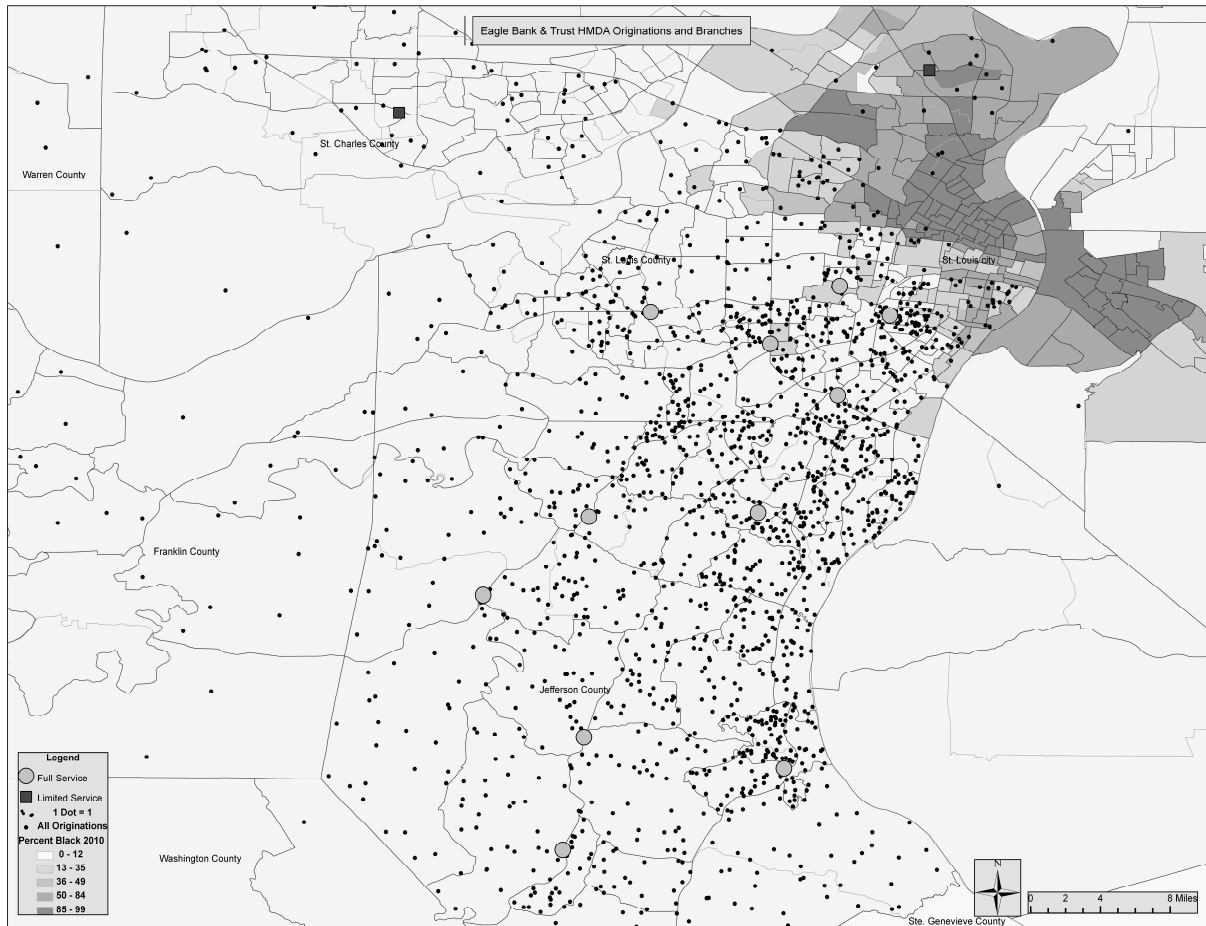 Eagle Bank & Trust HMDA Originations and Branches
St. Charles County
Warren County
St. Louis County
St. Louis city
Franklin County
Jefferson County
Washington County
Ste. Genevieve County
Legend
Full Service
Limited Service
1 Dot = 1
All Originations
Percent Black 2010
0 - 12
13 - 35
36 - 49
50 - 84
85 - 99
N
0 2 4 8 Miles